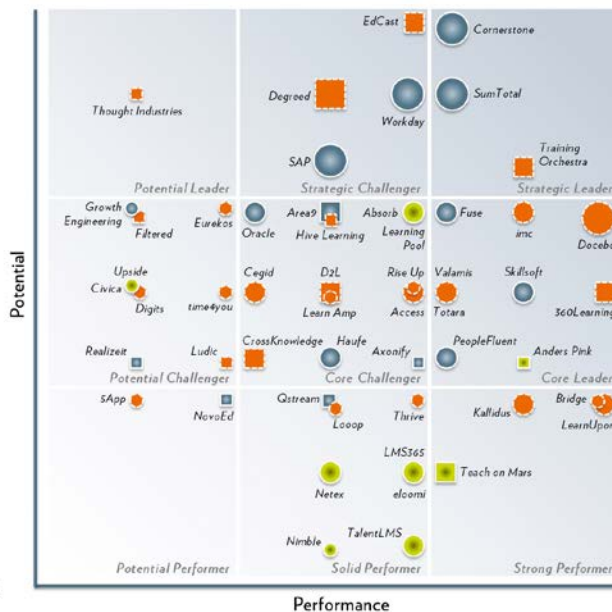 EdCast
Cornerstone
Thought Industries
Degreed
Workday
SumTotal
SAP
Training
Orchestra
Potential Leader
Strategic Challenger
Strategic Leader
Growth
Engineering
Filtered
Eurekos
Oracle
Area9
Hive Learning
Absorb
Learning
Pool
Fuse
imc
Docebo
Upside
Civica
Digits
time4you
Cegid
D2L
Learn Amp
Rise Up
Access
Valamis
Totara
Skillsoft
360Learning
Realizeit
Ludic
CrossKnowledge
Haufe
Axonify
PeopleFluent
Anders Pink
Potential Challenger
Core Challenger
Core Leader
5App
NovoEd
Qstream
Looop
Thrive
Kallidus
Bridge
LearnUpon
LMS365
Netex
eloomi
Teach on Mars
Nimble
TalentLMS
Potential Performer
Solid Performer
Strong Performer
Potential
Performance